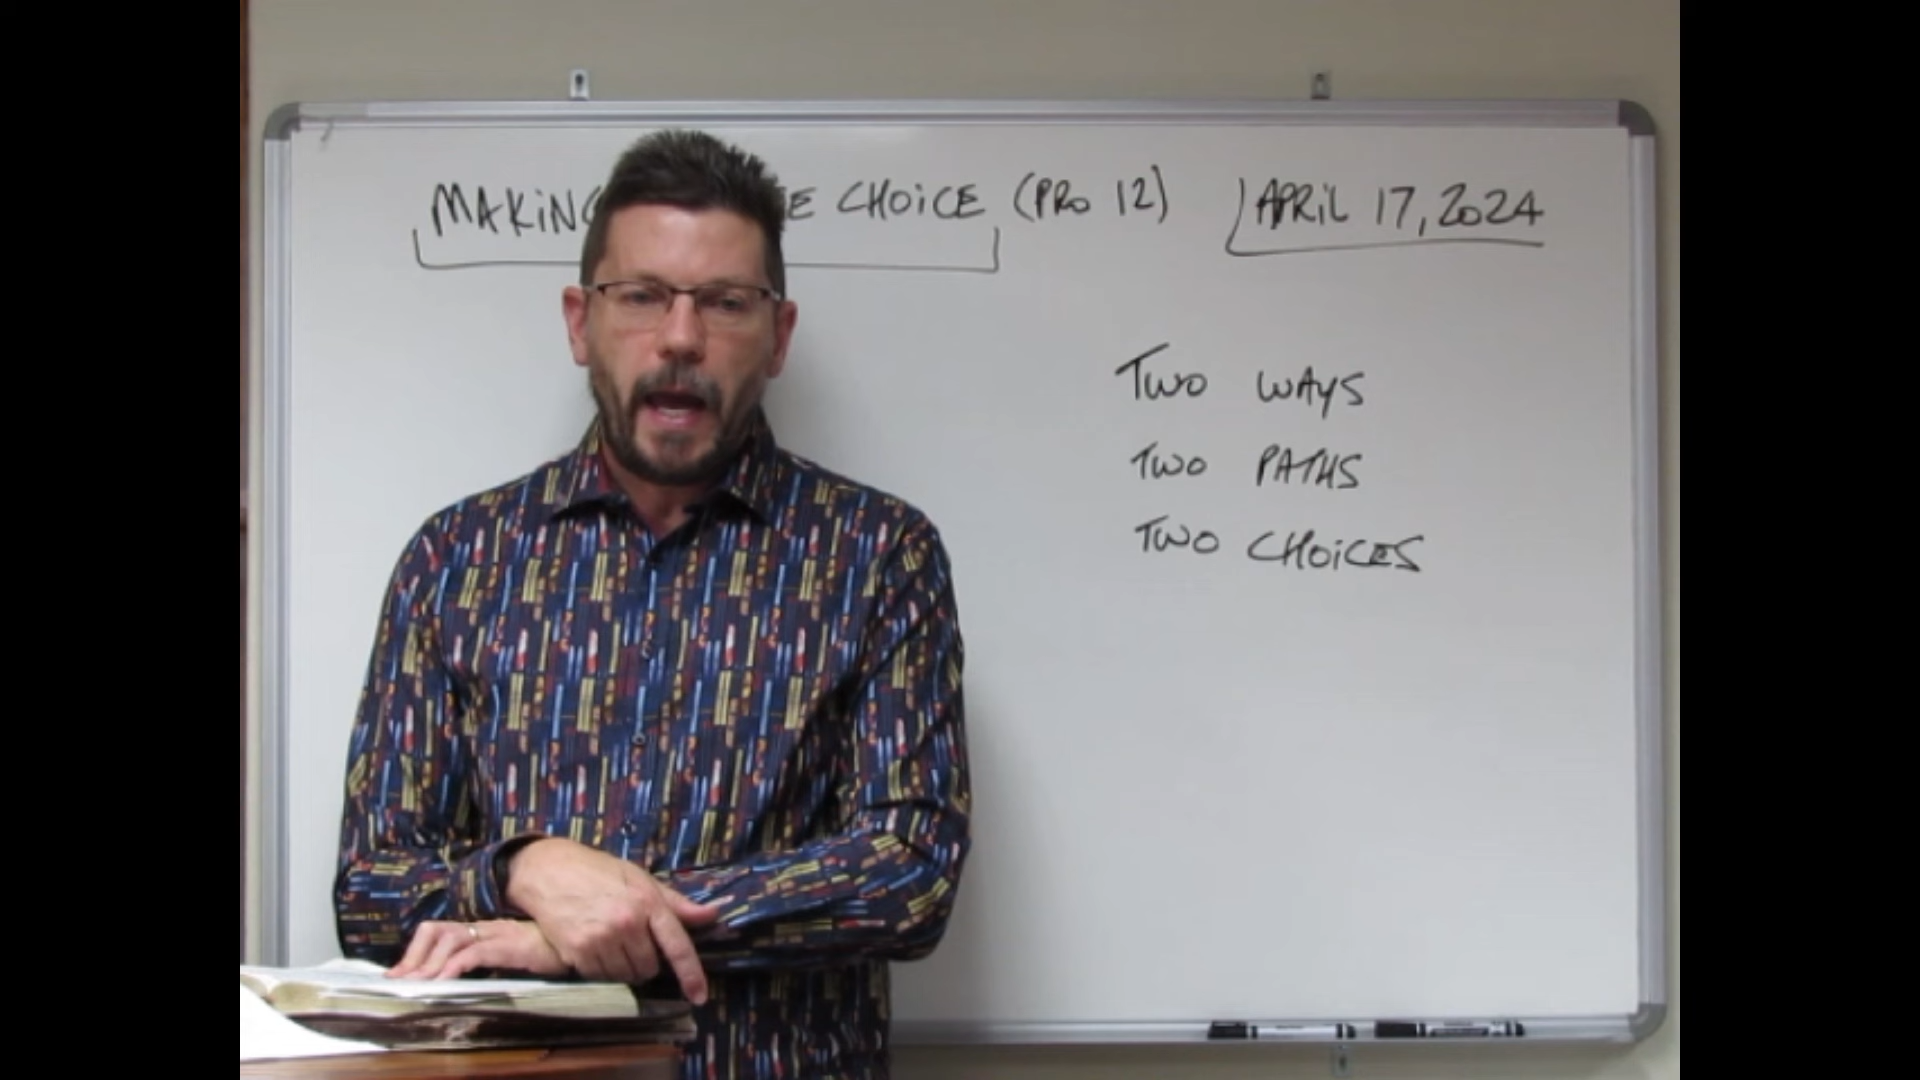 MAKING E CHOICE (PRO 12) APRIL 17, 2024
TWO WAYS
TWO PATHS
TWO CHOICES